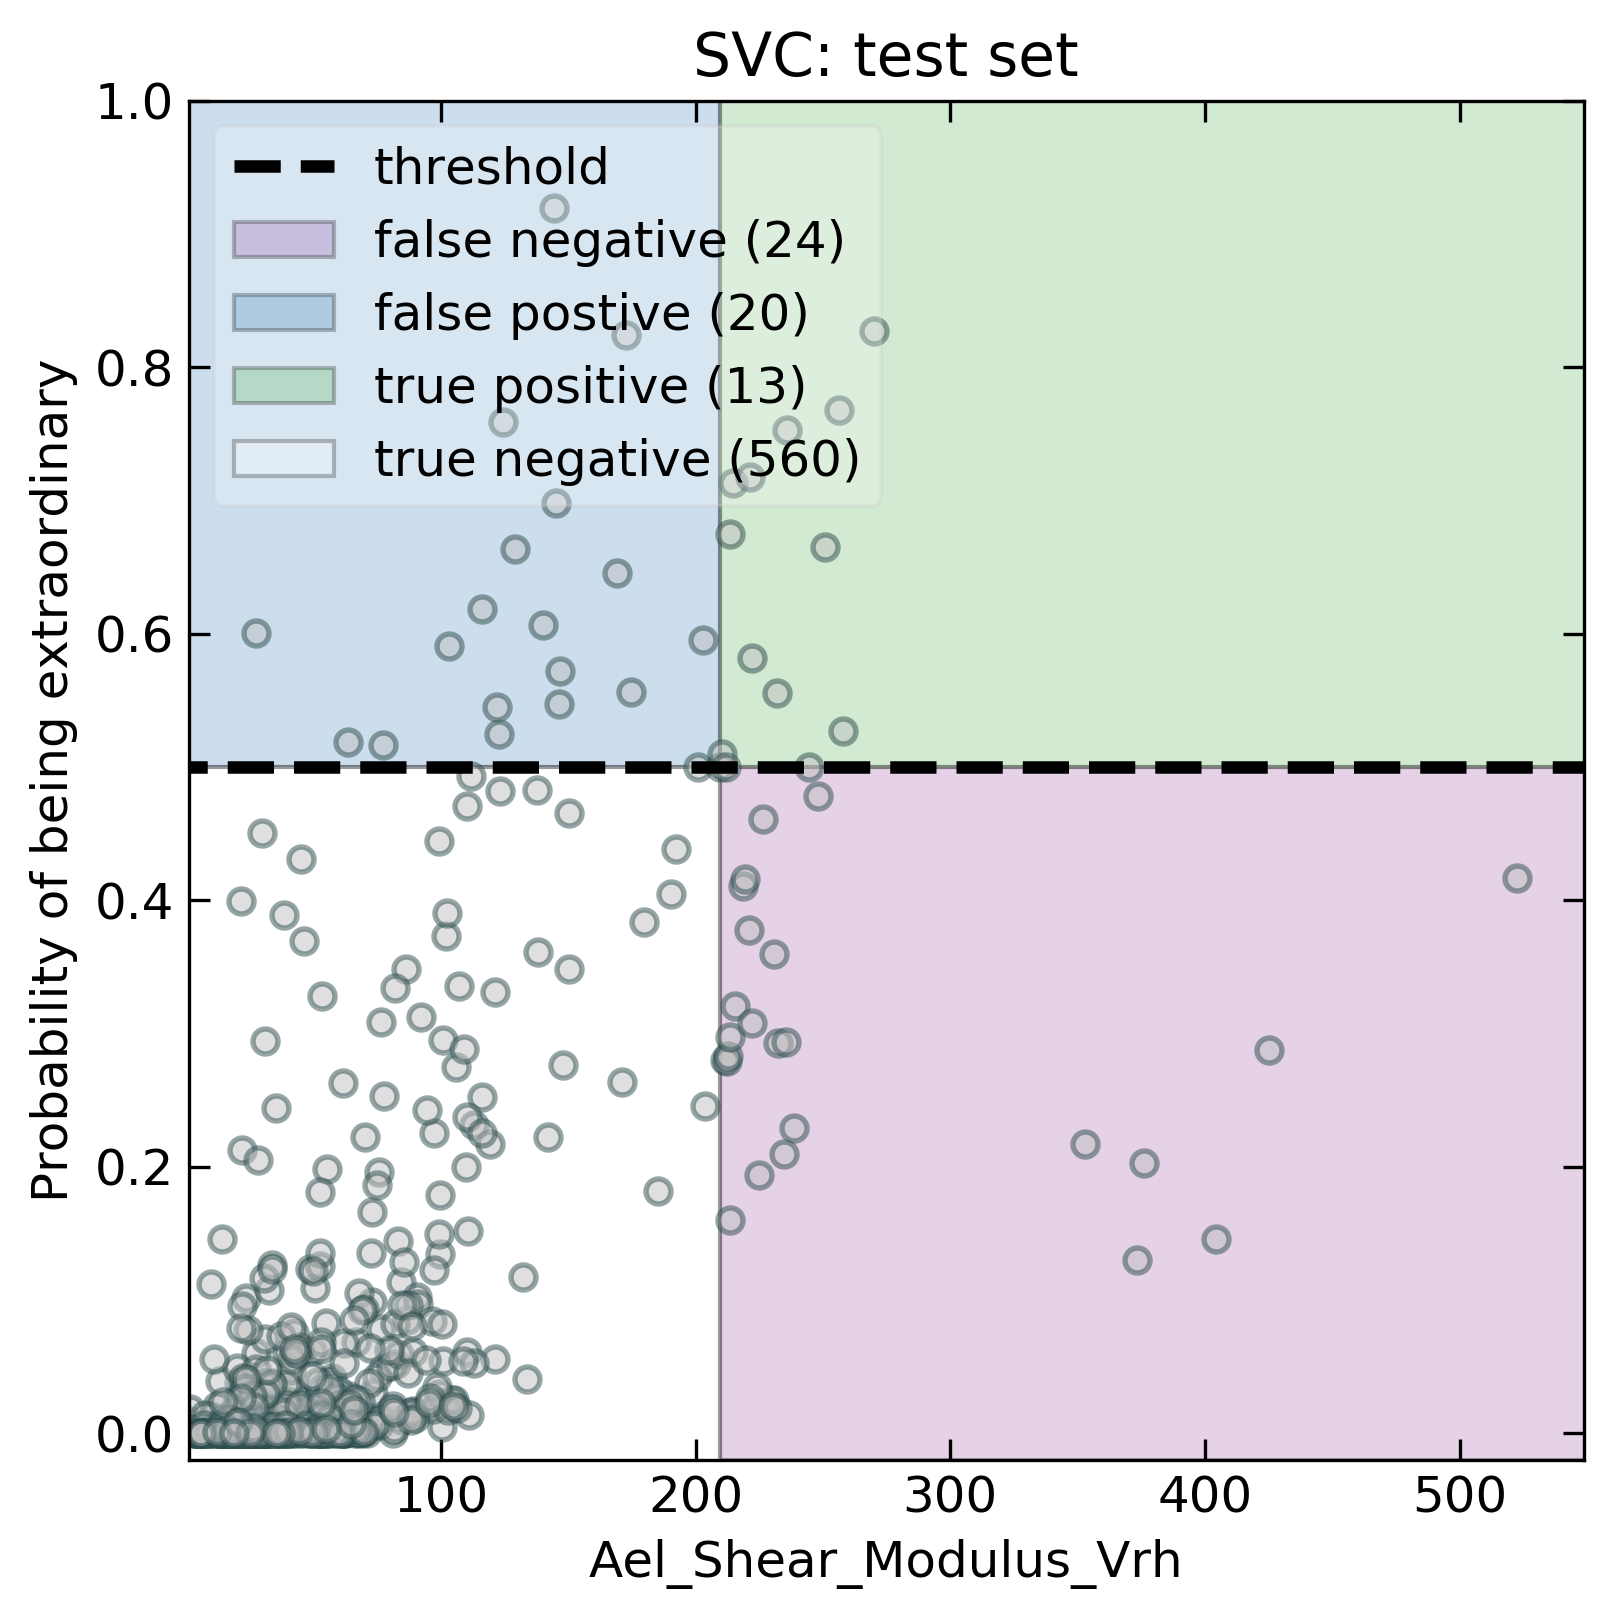 SVC: test set
1.0
0.8
0.6
0.4
0.2
0.0
Probability of being extraordinary
threshold
false negative (24)
false postive (20)
true positive (13)
true negative (560)
100
200
300
400
500
Ael_Shear_Modulus_Vrh